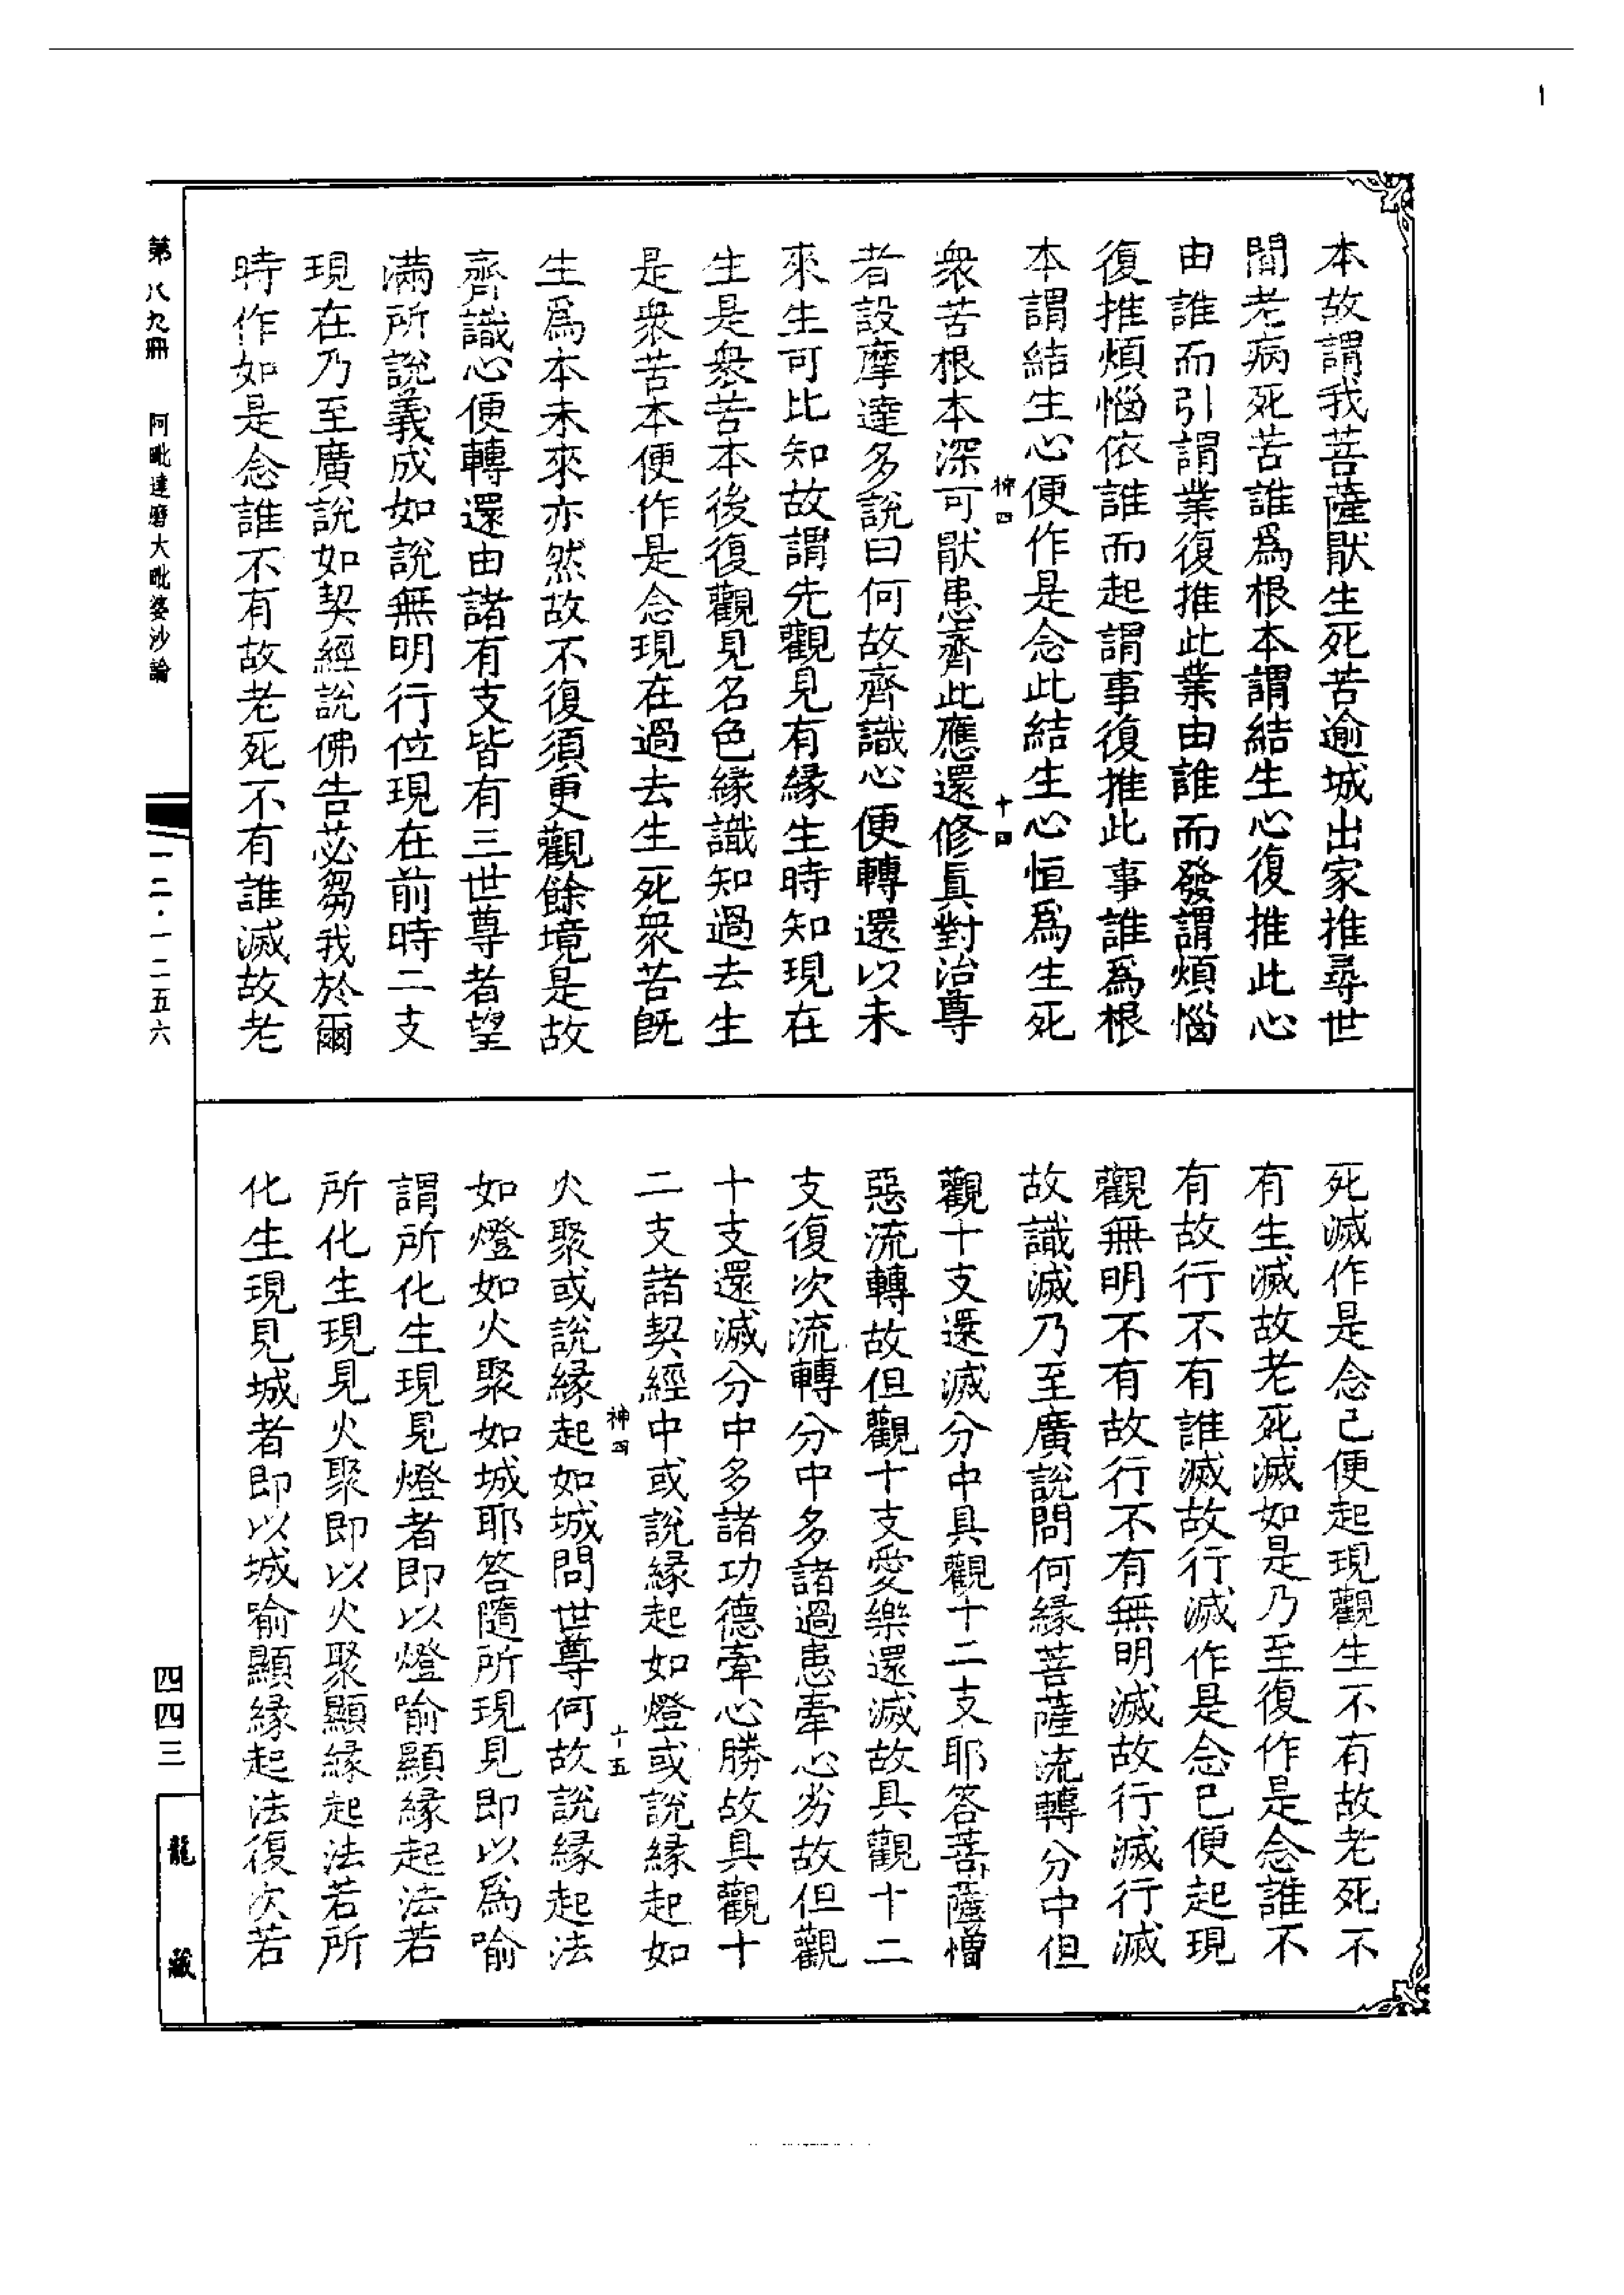 1
本故謂我菩薩厭生死苦逾城出家推尋世
間老病死苦誰爲根本謂結生心復推此心
由誰而引謂業復推此業由誰而發謂煩惱
復推煩惱依誰而起謂事復推此事誰爲根
本謂結生心便作是念此結生心恒爲生死
神四 十四
衆苦根本深可厭患齊此應還修眞對治尊
者設摩達多說曰何故齊識心便轉還以未
來生可比知故謂先觀見有緣生時知現在
生是衆苦本後復觀見名色緣識知過去生
是衆苦本便作是念現在過去生死衆苦旣
生爲本未來亦然故不復須更觀餘境是故
齊識心便轉還由諸有支皆有三世尊者望
滿所說義成如說無明行位現在前時二支
現在乃至廣說如契經說佛告苾芻我於爾
時作如是念誰不有故老死不有誰滅故老
死滅作是念已便起現觀生不有故老死不
有生滅故老死滅如是乃至復作是念誰不
有故行不有誰滅故行滅作是念已便起現
觀無明不有故行不有無明滅故行滅行滅
故識滅乃至廣說問何緣菩薩流轉分中但
觀十支還滅分中具觀十二支耶答菩薩憎
惡流轉故但觀十支愛樂還滅故具觀十二
支復次流轉分中多諸過患牽心劣故但觀
十支還滅分中多諸功德牽心勝故具觀十
二支諸契經中或說緣起如燈或說緣起如
神四 十五
火聚或說緣起如城問世尊何故說緣起法
如燈如火聚如城耶答隨所現見即以爲喻
謂所化生現見燈者即以燈喻顯緣起法若
所化生現見火聚即以火聚顯緣起法若所
化生現見城者即以城喻顯緣起法復次若
第八九冊 阿毗達磨大毗婆沙論
一二·一二五六
四四三
龍藏